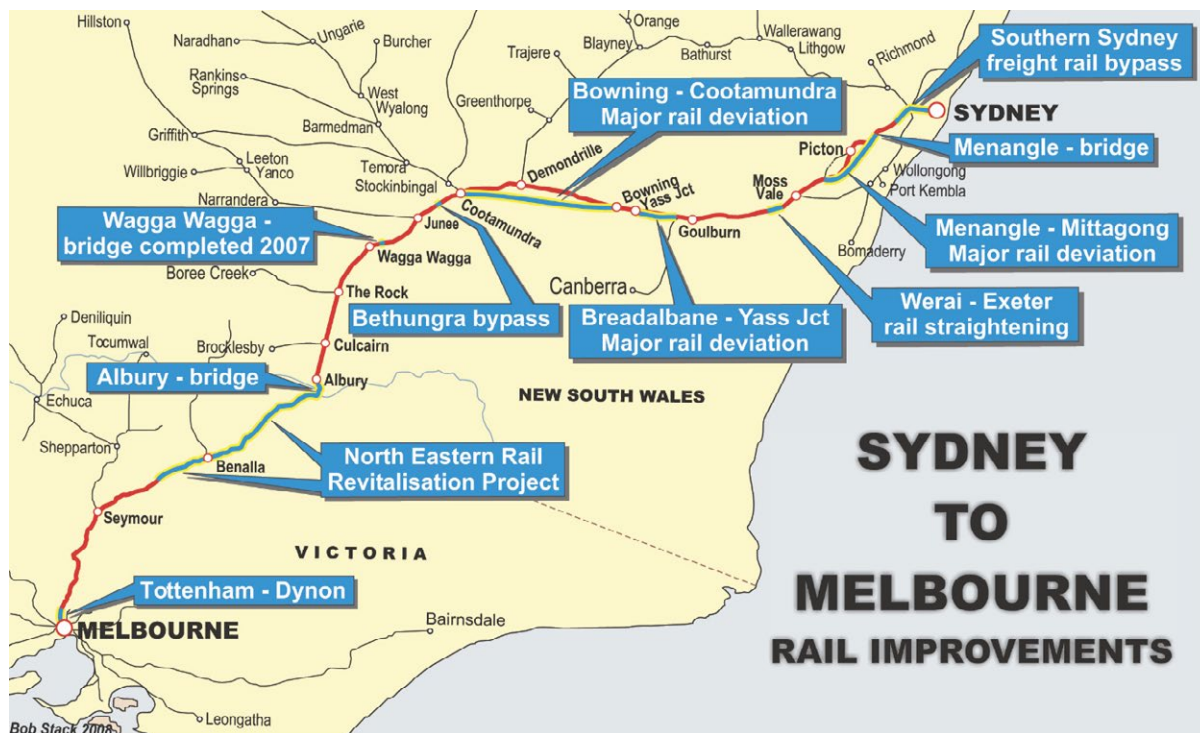 Hillston
Ungarie
Naradhan
Burcher
Rankins
Springs
West
Wyalong
Barmedman
Griffith
Temora
Stockinbingal
Leeton
Yanco
Willbriggie
Narrandera
Orange
Blayney
Bathurst
Wallerawang
Lithgow
Trajere
Richmond
Greenthorpe
Southern Sydney
freight rail bypass
Bowning - Cootamundra
Major rail deviation
SYDNEY
Menangle - bridge
Picton
Wollongong
Port Kembla
Moss
Vale
Demondrille
Bowning
Yass Jct
Goulburn
Cootamundra
Junee
Wagga Wagga -
bridge completed 2007
Wagga Wagga
Bomaderry
Menangle - Mittagong
Major rail deviation
Canberra
Boree Creek
The Rock
Bethungra bypass
Breadalbane - Yass Jct
Major rail deviation
Werai - Exeter
rail straightening
Deniliquin
Tocumwal
Brocklesby
Culcairn
Albury - bridge
Albury
NEW SOUTH WALES
Echuca
Shepparton
Benalla
North Eastern Rail
Revitalisation Project
Seymour
VICTORIA
Tottenham - Dynon
MELBOURNE
Bairnsdale
Leongatha
Bob Stack 2008
SYDNEY
TO
MELBOURNE
RAIL IMPROVEMENTS